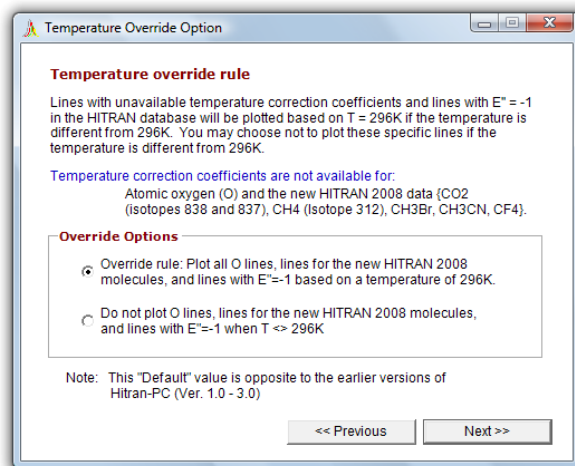 Temperature Override Option
Temperature override rule
Lines with unavailable temperature correction coefficients and lines with E" = -1
in the HITRAN database will be plotted based on T = 296K if the temperature is
different from 296K.  You may choose not to plot these specific lines if the
temperature is different from 296K.
Temperature correction coefficients are not available for:
Atomic oxygen (O) and the new HITRAN 2008 data {CO2
(isotopes 838 and 837), CH4 (Isotope 312), CH3Br, CH3CN, CF4}.
Override Options
Override rule: Plot all O lines, lines for the new HITRAN 2008
molecules, and lines with E"=-1 based on a temperature of 296K.
Do not plot O lines, lines for the new HITRAN 2008 molecules,
and lines with E"=-1 when T <> 296K
Note:  This "Default" value is opposite to the earlier versions of
Hitran-PC (Ver. 1.0 - 3.0)
<< Previous
Next >>